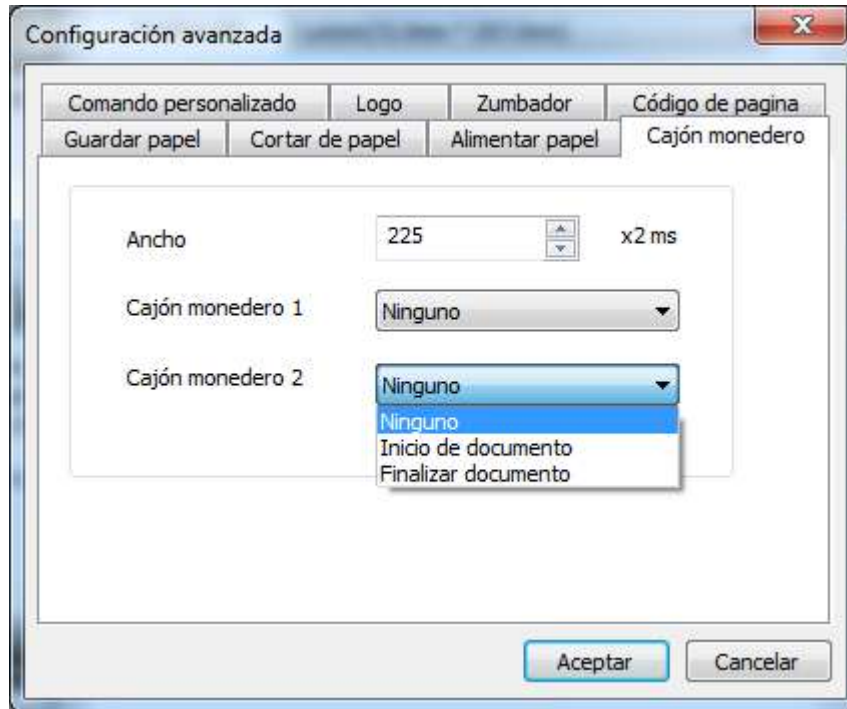 Configuración avanzada
Comando personalizado Logo Zumbador Código de pagina
Guardar papel Cortar de papel Alimentar papel Cajón monedero
Ancho 225 x2 ms
Cajón monedero 1 Ninguno
Cajón monedero 2 Ninguno
Ninguno
Inicio de documento
Finalizar documento
Aceptar Cancelar